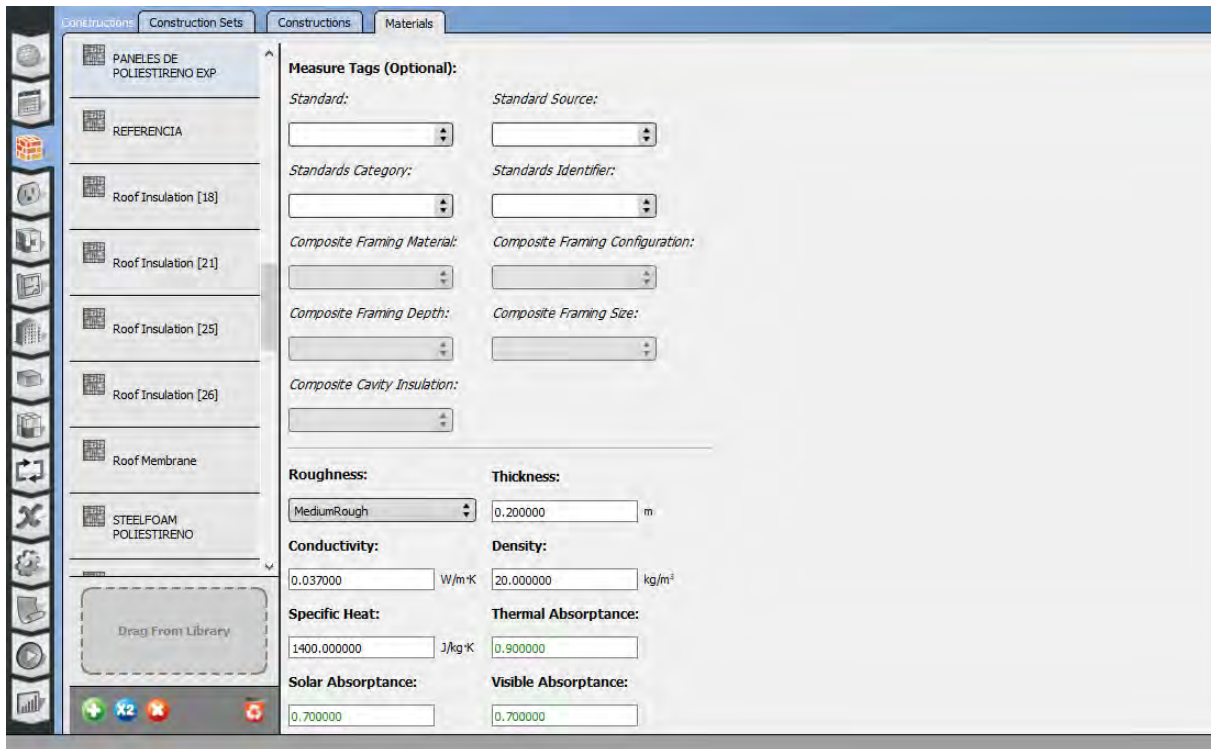 Constructions
Construction Sets
Constructions
Materials
PANELES DE
POLIESTIRENO EXP
REFERENCIA
Roof Insulation [18]
Roof Insulation [21]
Roof Insulation [25]
Roof Insulation [26]
Roof Membrane
STEELFOAM
POLIESTIRENO
Drag From Library
X2
Measure Tags (Optional):
Standard: Standard Source:
Standards Category: Standards Identifier:
Composite Framing Material: Composite Framing Configuration:
Composite Framing Depth: Composite Framing Size:
Composite Cavity Insulation:
Roughness: Thickness:
MediumRough 0.200000 m
Conductivity: Density:
0.037000 W/m·K 20.000000 kg/m³
Specific Heat: Thermal Absorptance:
1400.000000 J/kg·K 0.900000
Solar Absorptance: Visible Absorptance:
0.700000 0.700000